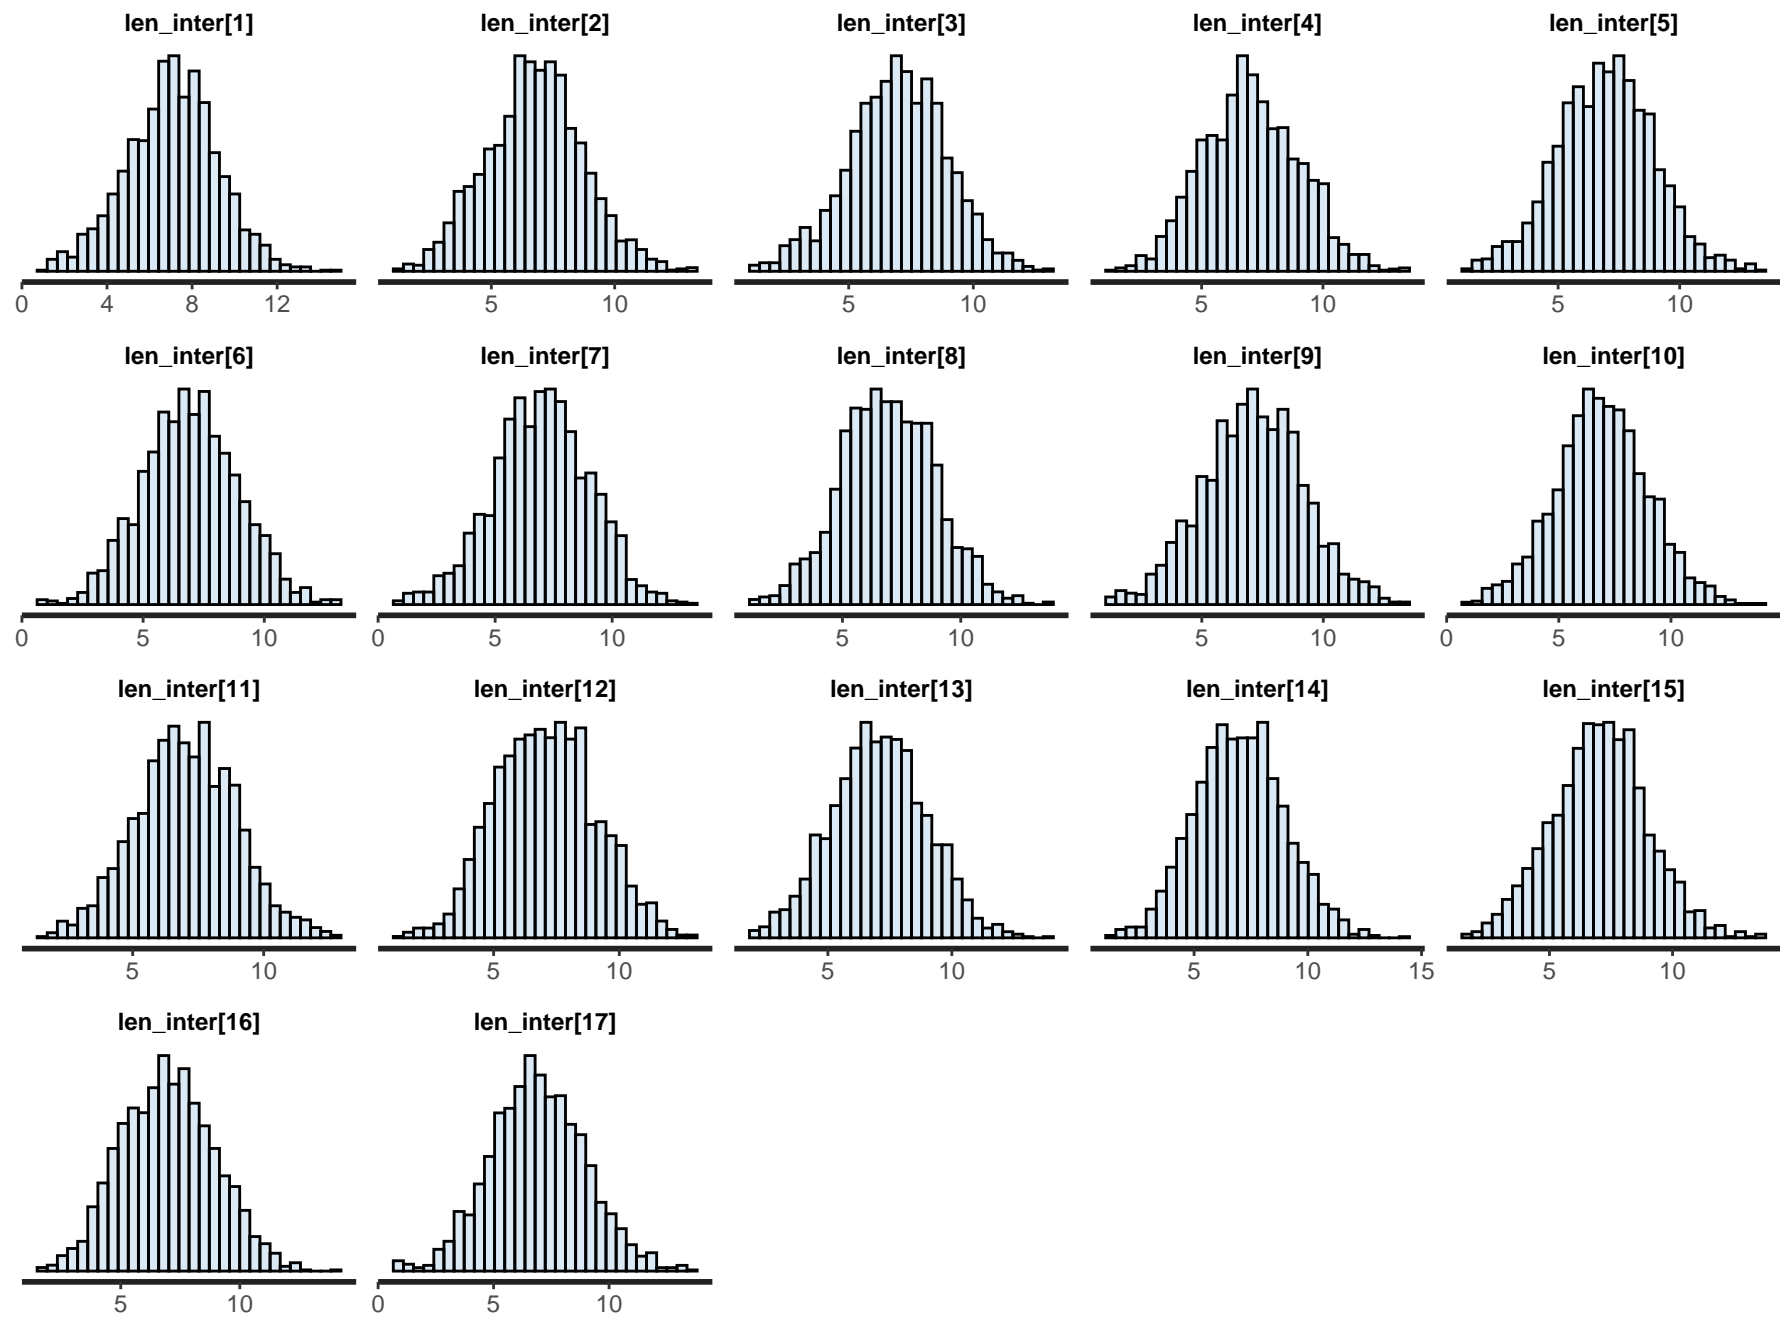 len_inter[1] len_inter[2] len_inter[3] len_inter[4] len_inter[5]
0 4 8 12 5 10 5 10 5 10 5 10
len_inter[6] len_inter[7] len_inter[8] len_inter[9] len_inter[10]
0 5 10 0 5 10 5 10 5 10 0 5 10
len_inter[11] len_inter[12] len_inter[13] len_inter[14] len_inter[15]
5 10 5 10 5 10 5 10 15 5 10
len_inter[16] len_inter[17]
5 10 0 5 10